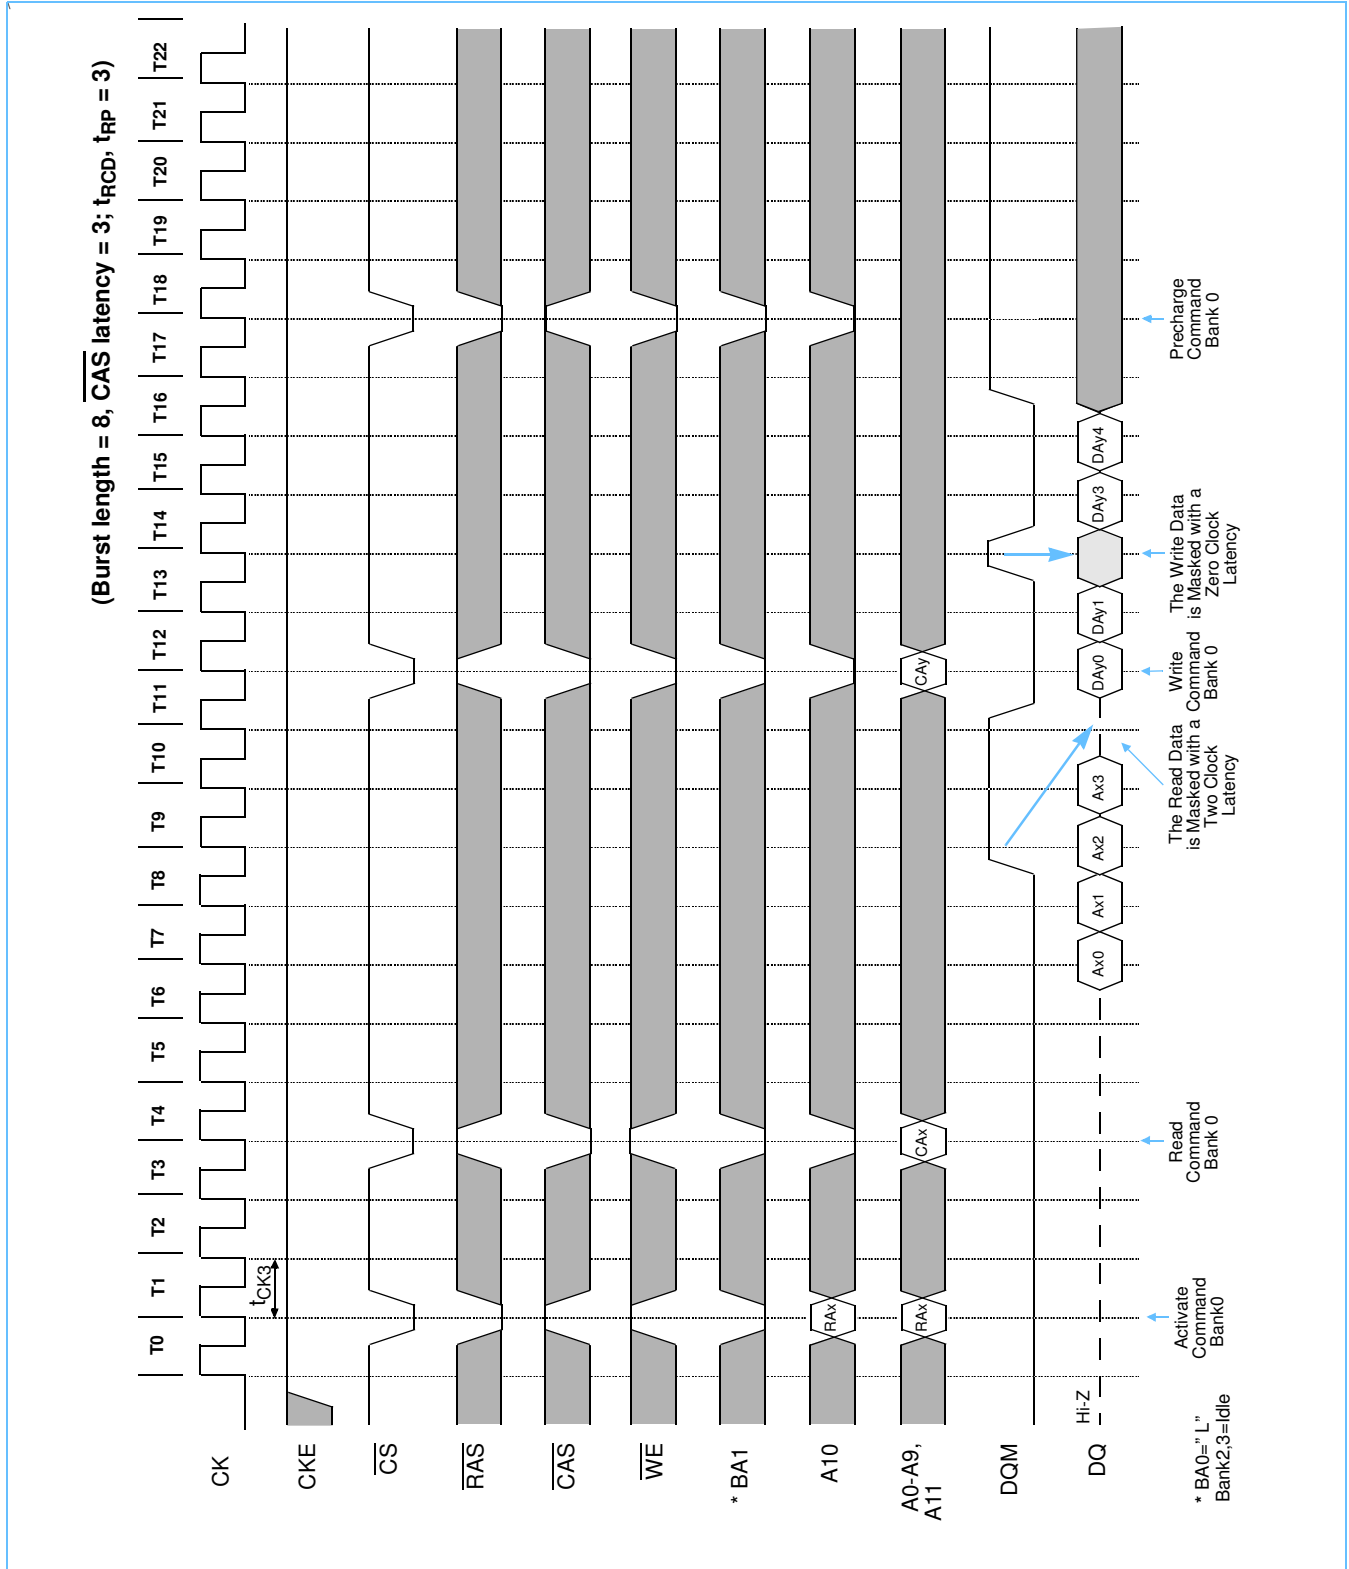 (Burst length = 8, CAS latency = 3; tRCD, tRP = 3)
T0 T1 T2 T3 T4 T5 T6 T7 T8 T9 T10 T11 T12 T13 T14 T15 T16 T17 T18 T19 T20 T21 T22
CK
tCK3
CKE
CS
RAS
CAS
WE
* BA1
A10
RAx
A0-A9,
A11
RAx CAx CAy
DQM
DQ
Hi-Z
Ax0 Ax1 Ax2 Ax3 DAy0 DAy1 DAy3 DAy4
* BA0=" L"
Bank2,3=Idle
Activate
Command
Bank0
Read
Command
Bank 0
The Read Data
is Masked with a
Two Clock
Latency
Write
Command
Bank 0
The Write Data
is Masked with a
Zero Clock
Latency
Precharge
Command
Bank 0